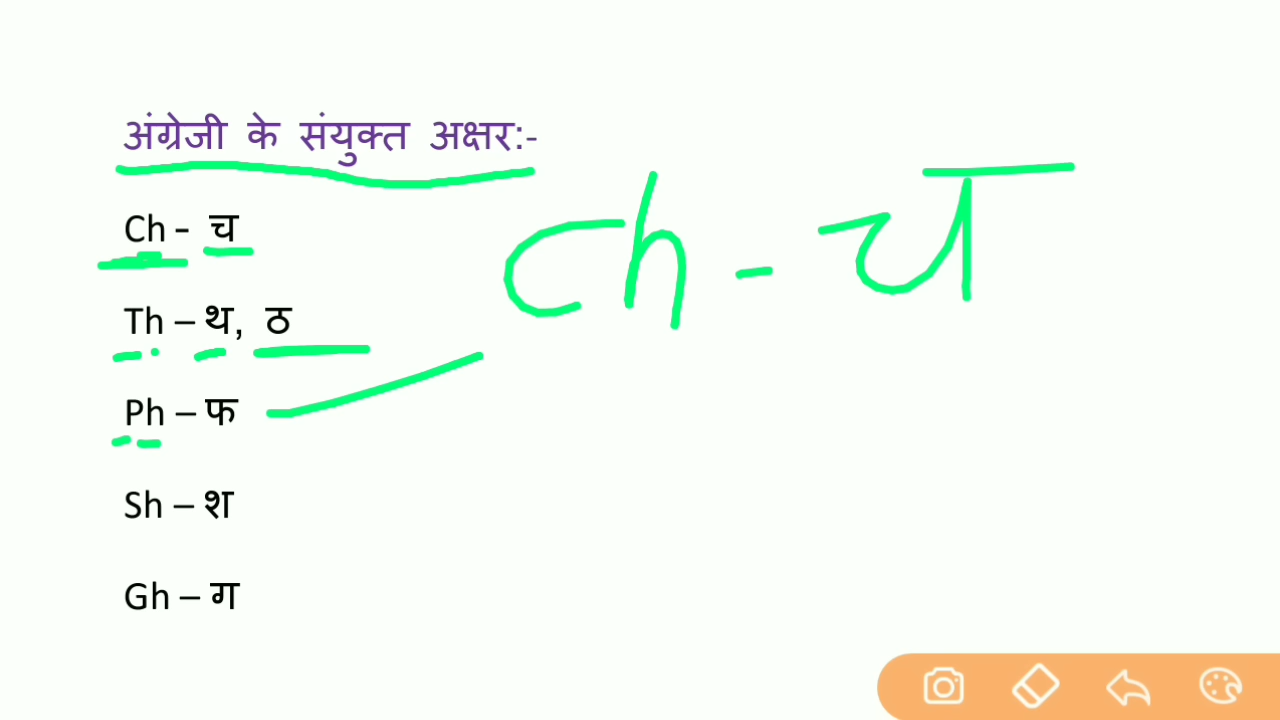 अंग्रेजी के संयुक्त अक्षर:-
Ch - च
Ch - च
Th – थ, ठ
Ph – फ
Sh – श
Gh – ग